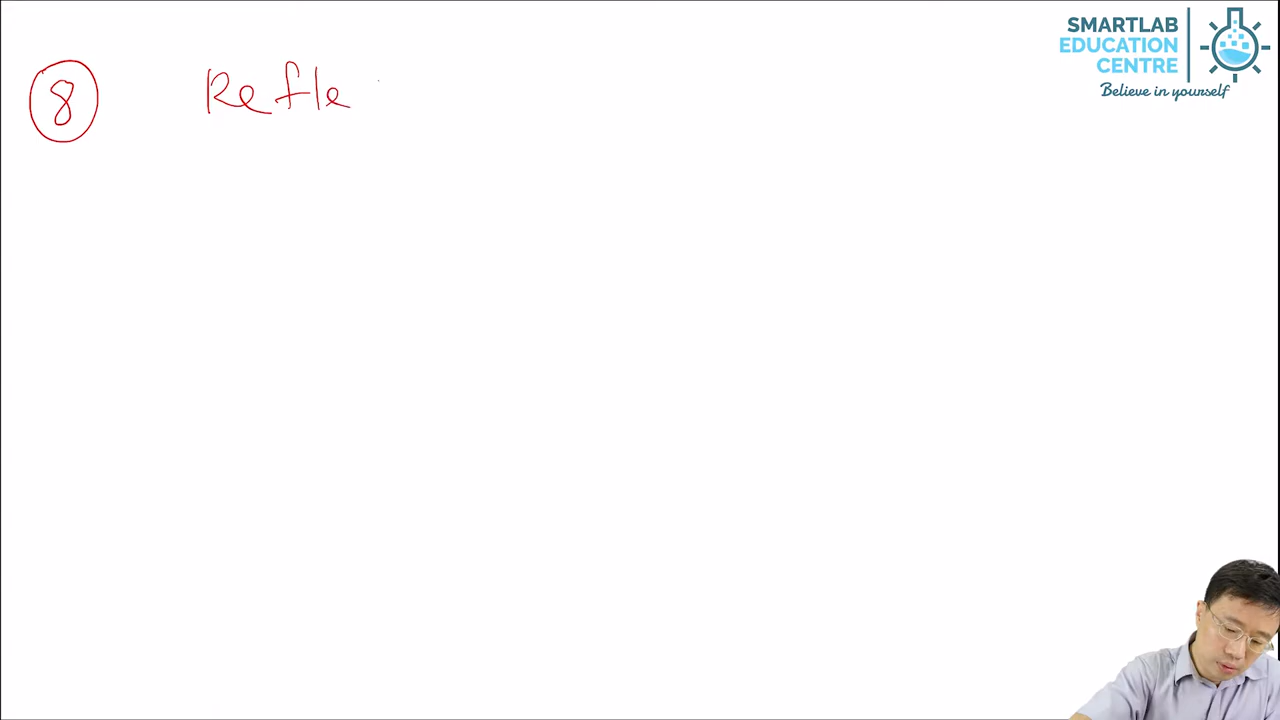 SMARTLAB
EDUCATION
CENTRE
Believe in yourself
8 Refle